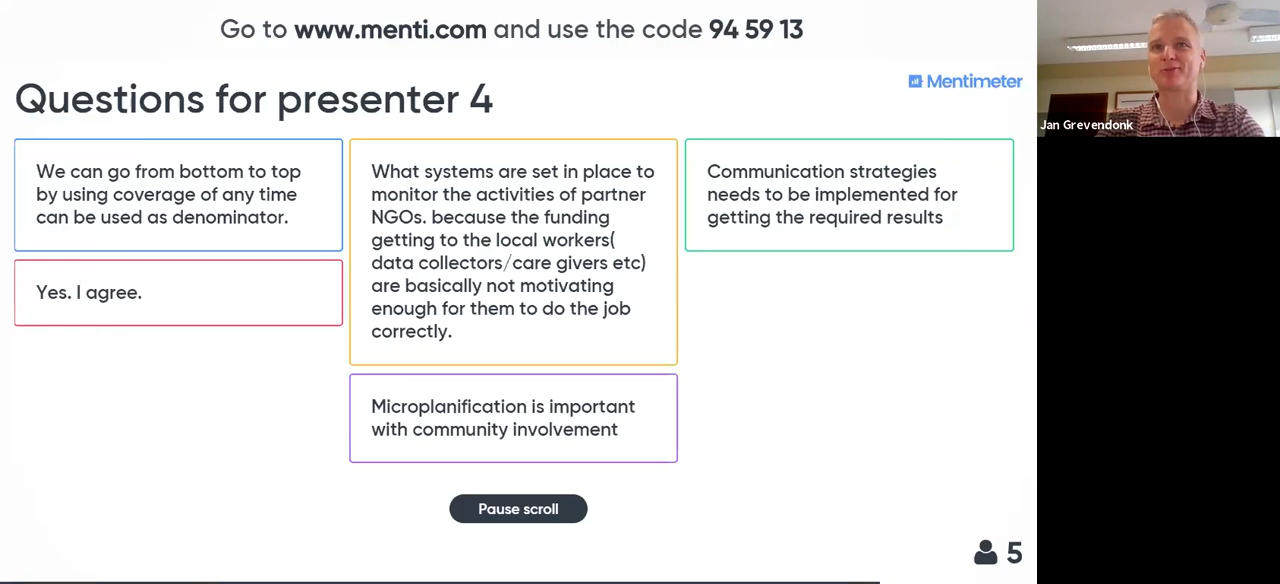 Go to www.menti.com and use the code 94 59 13
Mentimeter
Questions for presenter 4
We can go from bottom to top
by using coverage of any time
can be used as denominator.
Yes. I agree.
What systems are set in place to
monitor the activities of partner
NGOs. because the funding
getting to the local workers(
data collectors/care givers etc)
are basically not motivating
enough for them to do the job
correctly.
Microplanification is important
with community involvement
Communication strategies
needs to be implemented for
getting the required results
Pause scroll
5
Jan Grevendonk